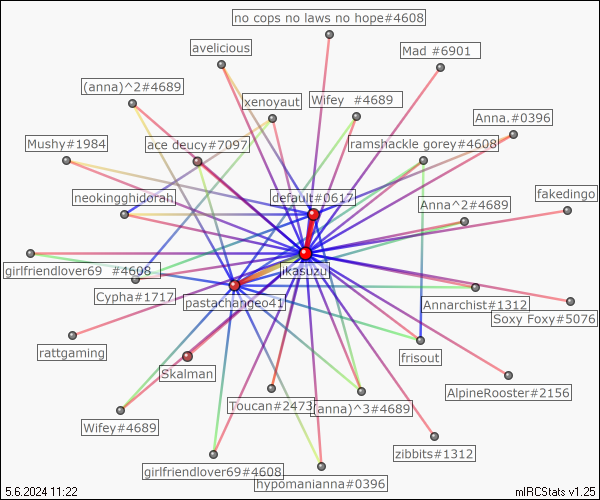 no cops no laws no hope#4608
avelicious
Mad #6901
(anna)^2#4689
xenoyaut
Wifey  #4689
Anna.#0396
Mushy#1984
ace deucy#7097
ramshackle gorey#4608
neokingghidorah
default#0617
Anna^2#4689
fakedingo
girlfriendlover69  #4608
jkasuzu
Cypha#1717
pastachangeo41
Annarchist#1312
Soxy Foxy#5076
rattgaming
frisout
Skalman
AlpineRooster#2156
Toucan#2473
(anna)^3#4689
Wifey#4689
zibbits#1312
girlfriendlover69#4608
hypomanianna#0396
5.6.2024 11:22
mIRCStats v1.25